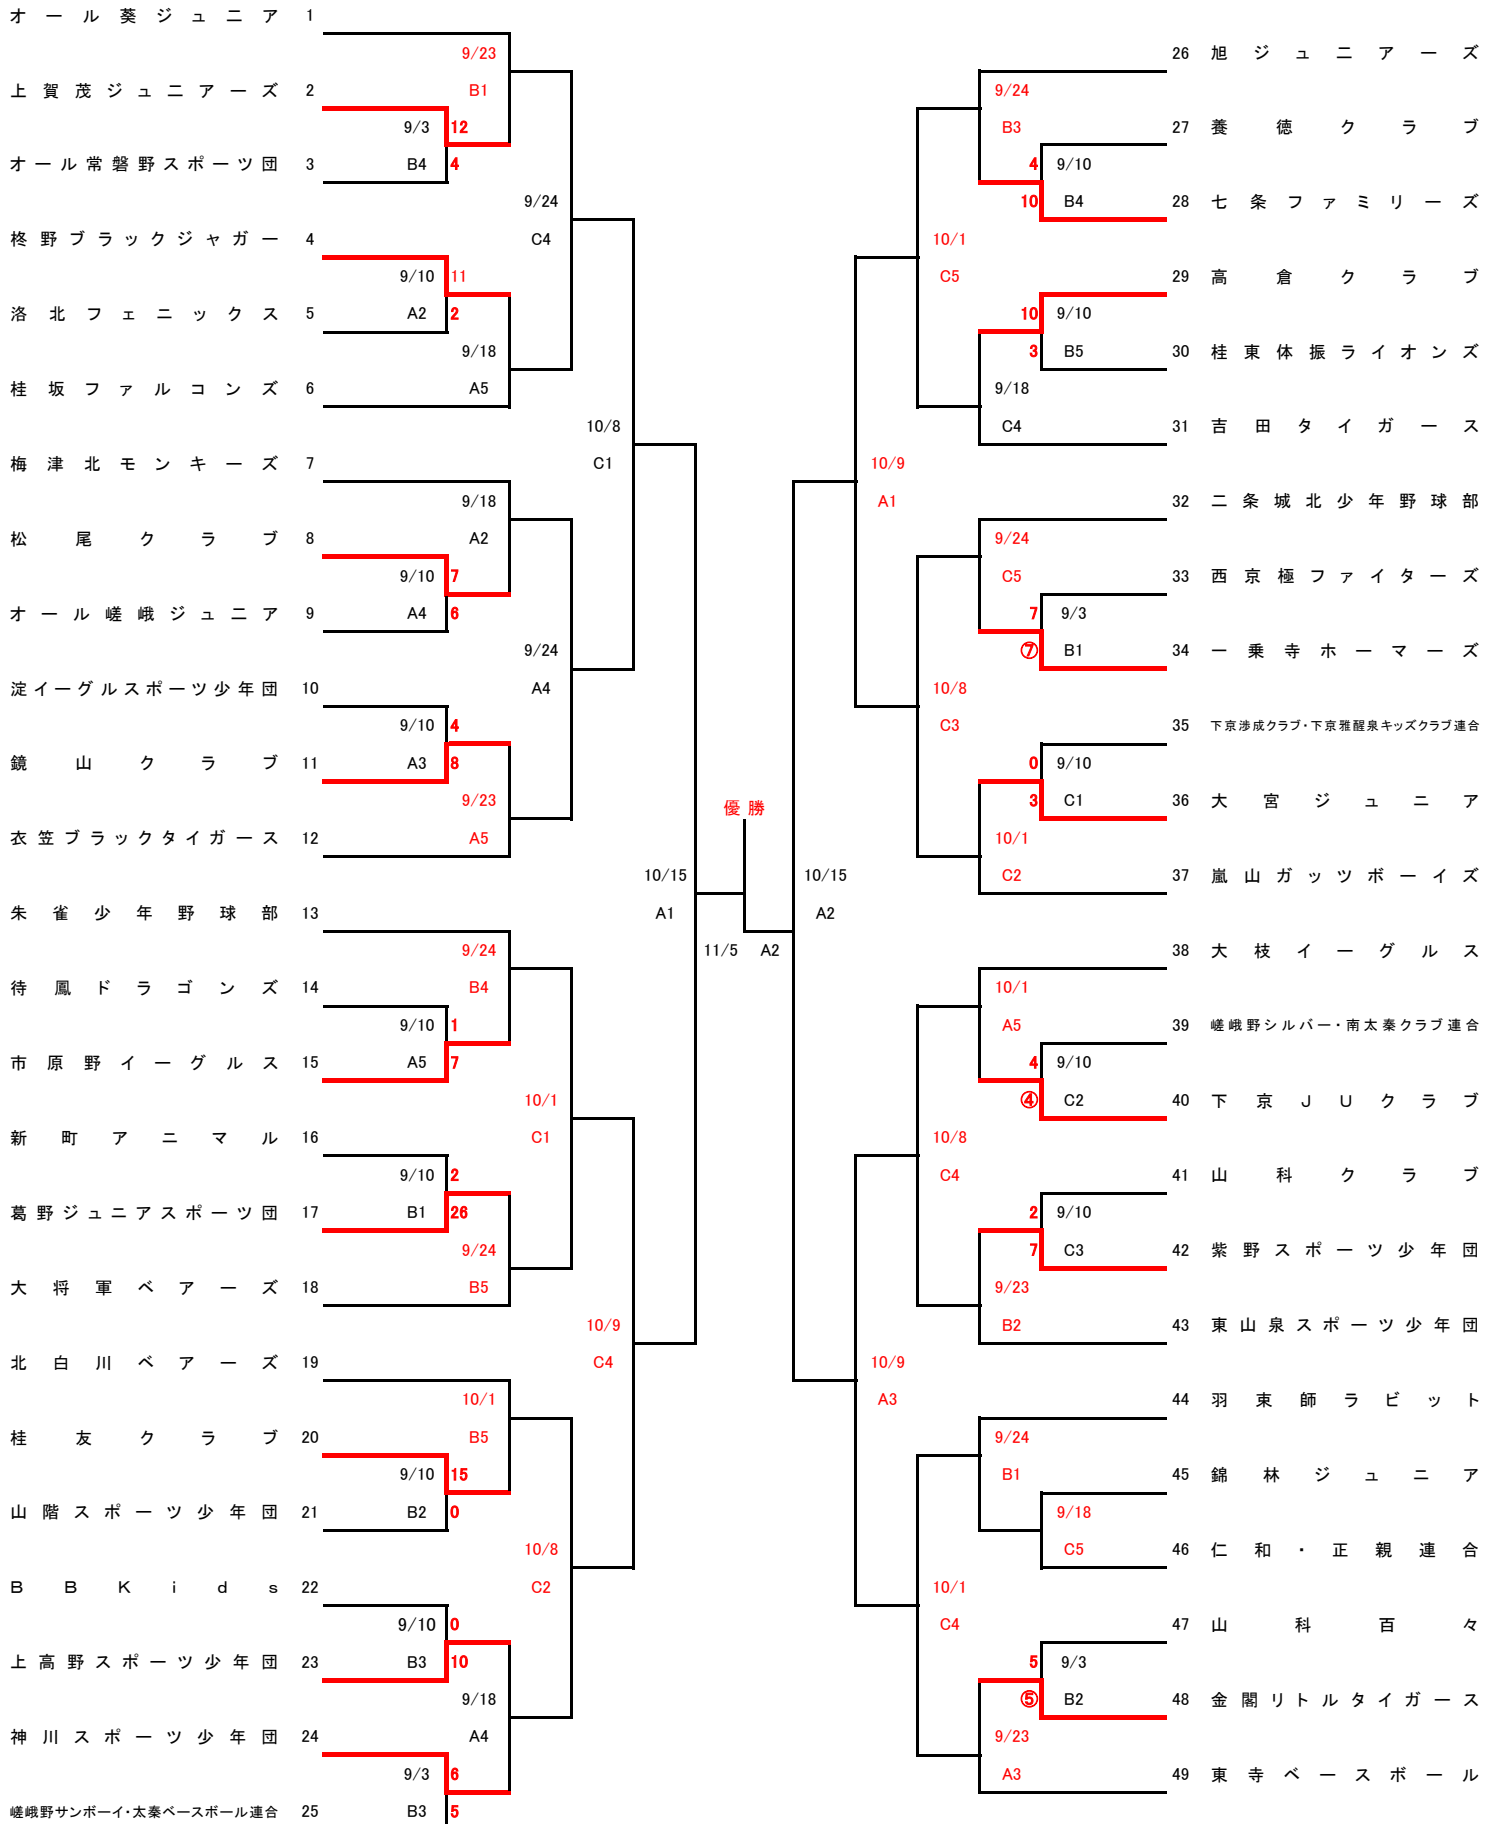 オール葵ジュニア 1
9/23
上賀茂ジュニアーズ 2 B1
9/3 12
オール常磐野スポーツ団 3 B4 4
9/24
柊野ブラックジャガー 4 C4
9/10 11
洛北フェニックス 5 A2 2
9/18
桂坂ファルコンズ 6 A5
10/8
梅津北モンキーズ 7 C1
9/18
松尾クラブ 8 A2
9/10 7
オール嵯峨ジュニア 9 A4 6
9/24
淀イーグルスポーツ少年団 10 A4
9/10 4
鏡山クラブ 11 A3 8
9/23
衣笠ブラックタイガース 12 A5
10/15
朱雀少年野球部 13 A1
9/24
待鳳ドラゴンズ 14 B4
9/10 1
市原野イーグルス 15 A5 7
10/1
新町アニマル 16 C1
9/10 2
葛野ジュニアスポーツ団 17 B1 26
9/24
大将軍ベアーズ 18 B5
10/9
北白川ベアーズ 19 C4
10/1
桂友クラブ 20 B5
9/10 15
山階スポーツ少年団 21 B2 0
10/8
BBKids 22 C2
9/10 0
上高野スポーツ少年団 23 B3 10
9/18
神川スポーツ少年団 24 A4
9/3 6
嵯峨野サンボーイ・太秦ベースボール連合 25 B3 5
優勝
11/5 A2
26 旭ジュニアーズ
9/24
B3 27 養徳クラブ
4 9/10
10 B4 28 七条ファミリーズ
10/1
C5 29 高倉クラブ
10 9/10
3 B5 30 桂東体振ライオンズ
9/18
C4 31 吉田タイガース
10/9
A1 32 二条城北少年野球部
9/24
C5 33 西京極ファイターズ
7 9/3
⑦ B1 34 一乗寺ホーマーズ
10/8
C3 35 下京渉成クラブ・下京雅醒泉キッズクラブ連合
0 9/10
3 C1 36 大宮ジュニア
10/1
C2 37 嵐山ガッツボーイズ
10/15
A2
38 大枝イーグルス
10/1
A5 39 嵯峨野シルバー・南太秦クラブ連合
4 9/10
④ C2 40 下京JUクラブ
10/8
C4 41 山科クラブ
2 9/10
7 C3 42 紫野スポーツ少年団
9/23
B2 43 東山泉スポーツ少年団
10/9
A3 44 羽束師ラビット
9/24
B1 45 錦林ジュニア
9/18
C5 46 仁和・正親連合
10/1
C4 47 山科百々
5 9/3
⑤ B2 48 金閣リトルタイガース
9/23
A3 49 東寺ベースボール